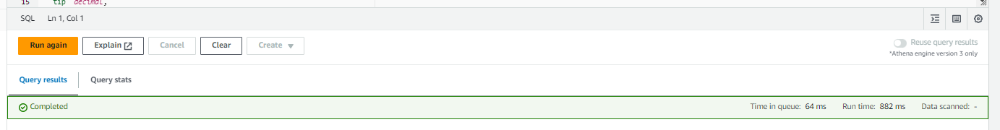 15 tip decimal,
SQL Ln 1, Col 1
Run again Explain Cancel Clear Create Reuse query results
*Athena engine version 3 only
Query results Query stats
Completed Time in queue: 64 ms Run time: 882 ms Data scanned: -